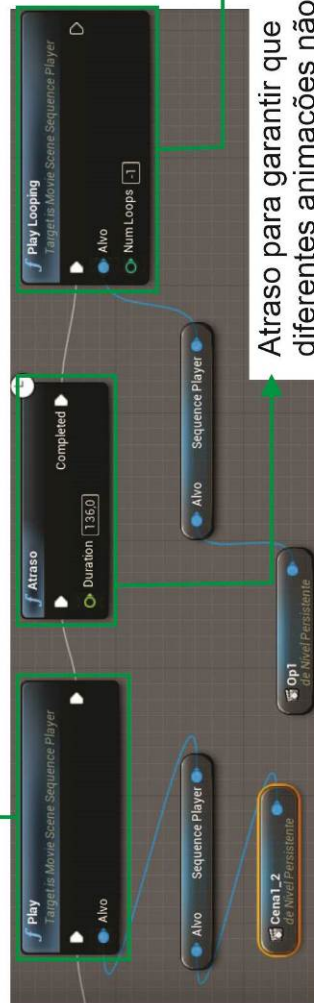 Play
Target is Movie Scene Sequence Player
Alvo
Atraso
Completed
Duration 136,0
Play Looping
Target is Movie Scene Sequence Player
Alvo
Num Loops -1
Alvo Sequence Player
Alvo Sequence Player
Cena1_2
de Nível Persistente
Op1
de Nível Persistente
Atraso para garantir que
diferentes animações não